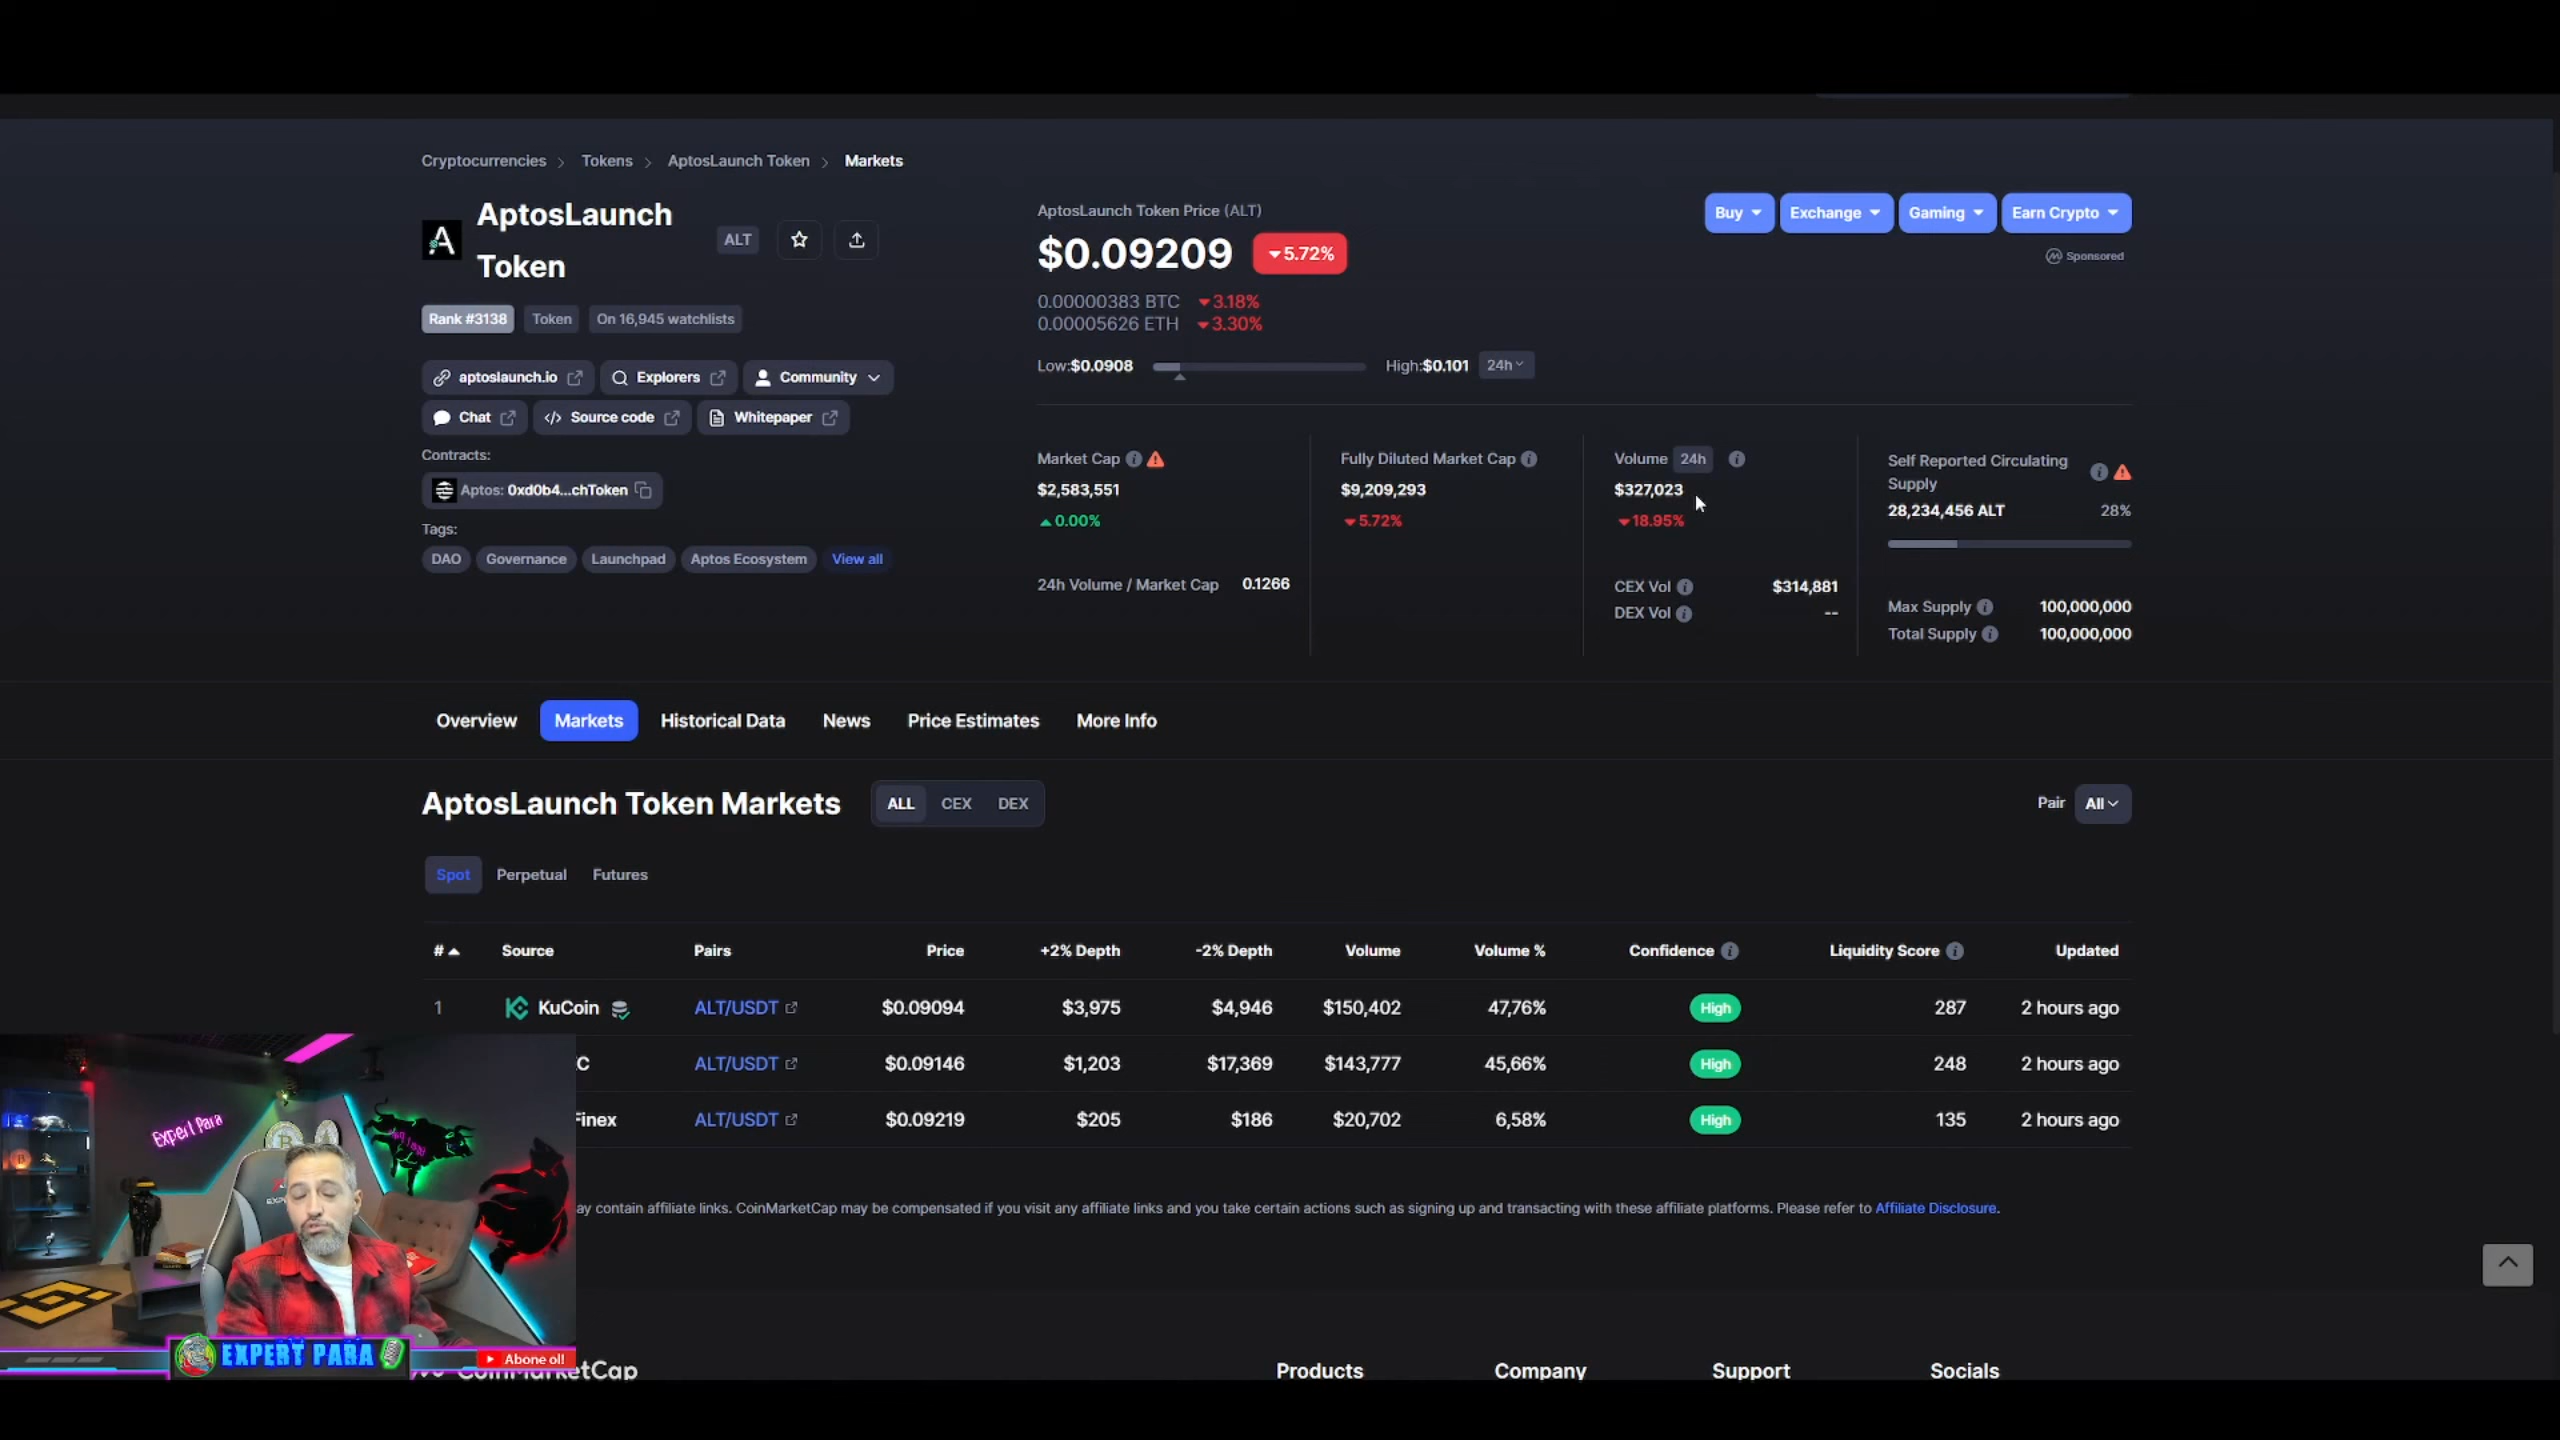 Cryptocurrencies > Tokens > AptosLaunch Token > Markets
AptosLaunch
Token
ALT
Rank #3138
Token
On 16,945 watchlists
aptoslaunch.io
Explorers
Community
Chat
Source code
Whitepaper
Contracts:
Aptos: 0xd0b4...chToken
Tags:
DAO
Governance
Launchpad
Aptos Ecosystem
View all
AptosLaunch Token Price (ALT)
$0.09209
5.72%
0.00000383 BTC 3.18%
0.00005626 ETH 3.30%
Low:$0.0908
High:$0.101
24h
Buy
Exchange
Gaming
Earn Crypto
Sponsored
Market Cap
$2,583,551
0.00%
24h Volume / Market Cap 0.1266
Fully Diluted Market Cap
$9,209,293
5.72%
Volume 24h
$327,023
18.95%
CEX Vol $314,881
DEX Vol --
Self Reported Circulating
Supply
28,234,456 ALT 28%
Max Supply 100,000,000
Total Supply 100,000,000
Overview
Markets
Historical Data
News
Price Estimates
More Info
AptosLaunch Token Markets
ALL
CEX
DEX
Pair
All
Spot
Perpetual
Futures
# Source Pairs Price +2% Depth -2% Depth Volume Volume % Confidence Liquidity Score Updated
1 KuCoin ALT/USDT $0.09094 $3,975 $4,946 $150,402 47,76% High 287 2 hours ago
C ALT/USDT $0.09146 $1,203 $17,369 $143,777 45,66% High 248 2 hours ago
Finex ALT/USDT $0.09219 $205 $186 $20,702 6,58% High 135 2 hours ago
ay contain affiliate links. CoinMarketCap may be compensated if you visit any affiliate links and you take certain actions such as signing up and transacting with these affiliate platforms. Please refer to Affiliate Disclosure.
Expert Para
EXPERT PARA
Abone ol!
CoinMarketCap
Products
Company
Support
Socials